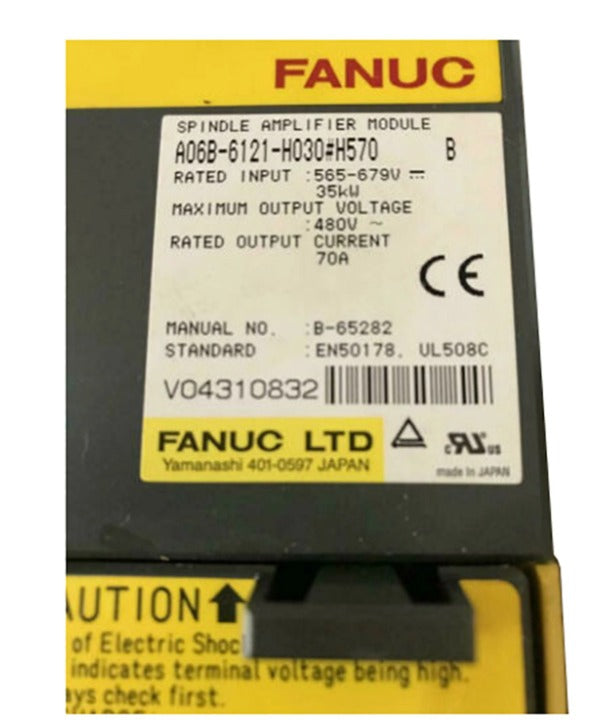 FANUC
SPINDLE AMPLIFIER MODULE
A06B-6121-H030#H570 B
RATED INPUT :565-679V ⎓
35kW
MAXIMUM OUTPUT VOLTAGE
:480V ~
RATED OUTPUT CURRENT
70A
CE
MANUAL NO. :B-65282
STANDARD :EN50178, UL508C
V04310832
FANUC LTD
Yamanashi 401-0597 JAPAN
c US
made in JAPAN
AUTION
of Electric Shoc
indicates terminal voltage being high.
ys check first.